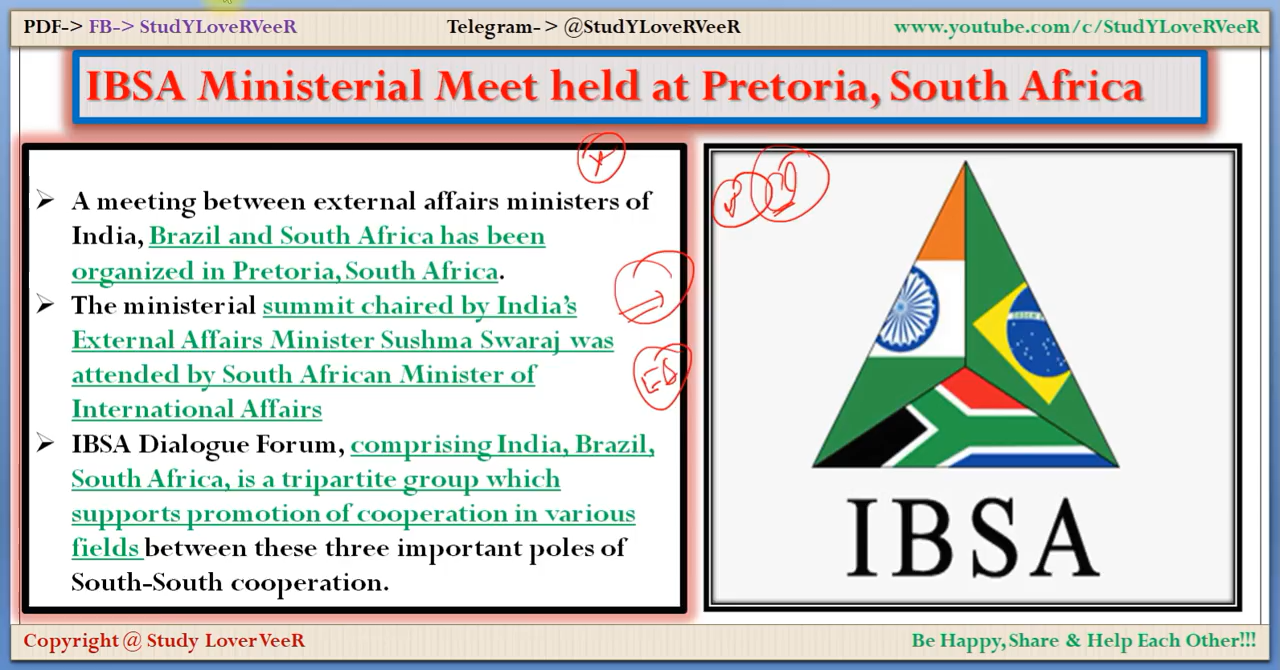 PDF-> FB-> StudYLoveRVeeR
Telegram- > @StudYLoveRVeeR
www.youtube.com/c/StudYLoveRVeeR
IBSA Ministerial Meet held at Pretoria, South Africa
➢ A meeting between external affairs ministers of
India, Brazil and South Africa has been
organized in Pretoria, South Africa.
➢ The ministerial summit chaired by India's
External Affairs Minister Sushma Swaraj was
attended by South African Minister of
International Affairs
➢ IBSA Dialogue Forum, comprising India, Brazil,
South Africa, is a tripartite group which
supports promotion of cooperation in various
fields between these three important poles of
South-South cooperation.
IBSA
Copyright @ Study LoverVeeR
Be Happy, Share & Help Each Other!!!